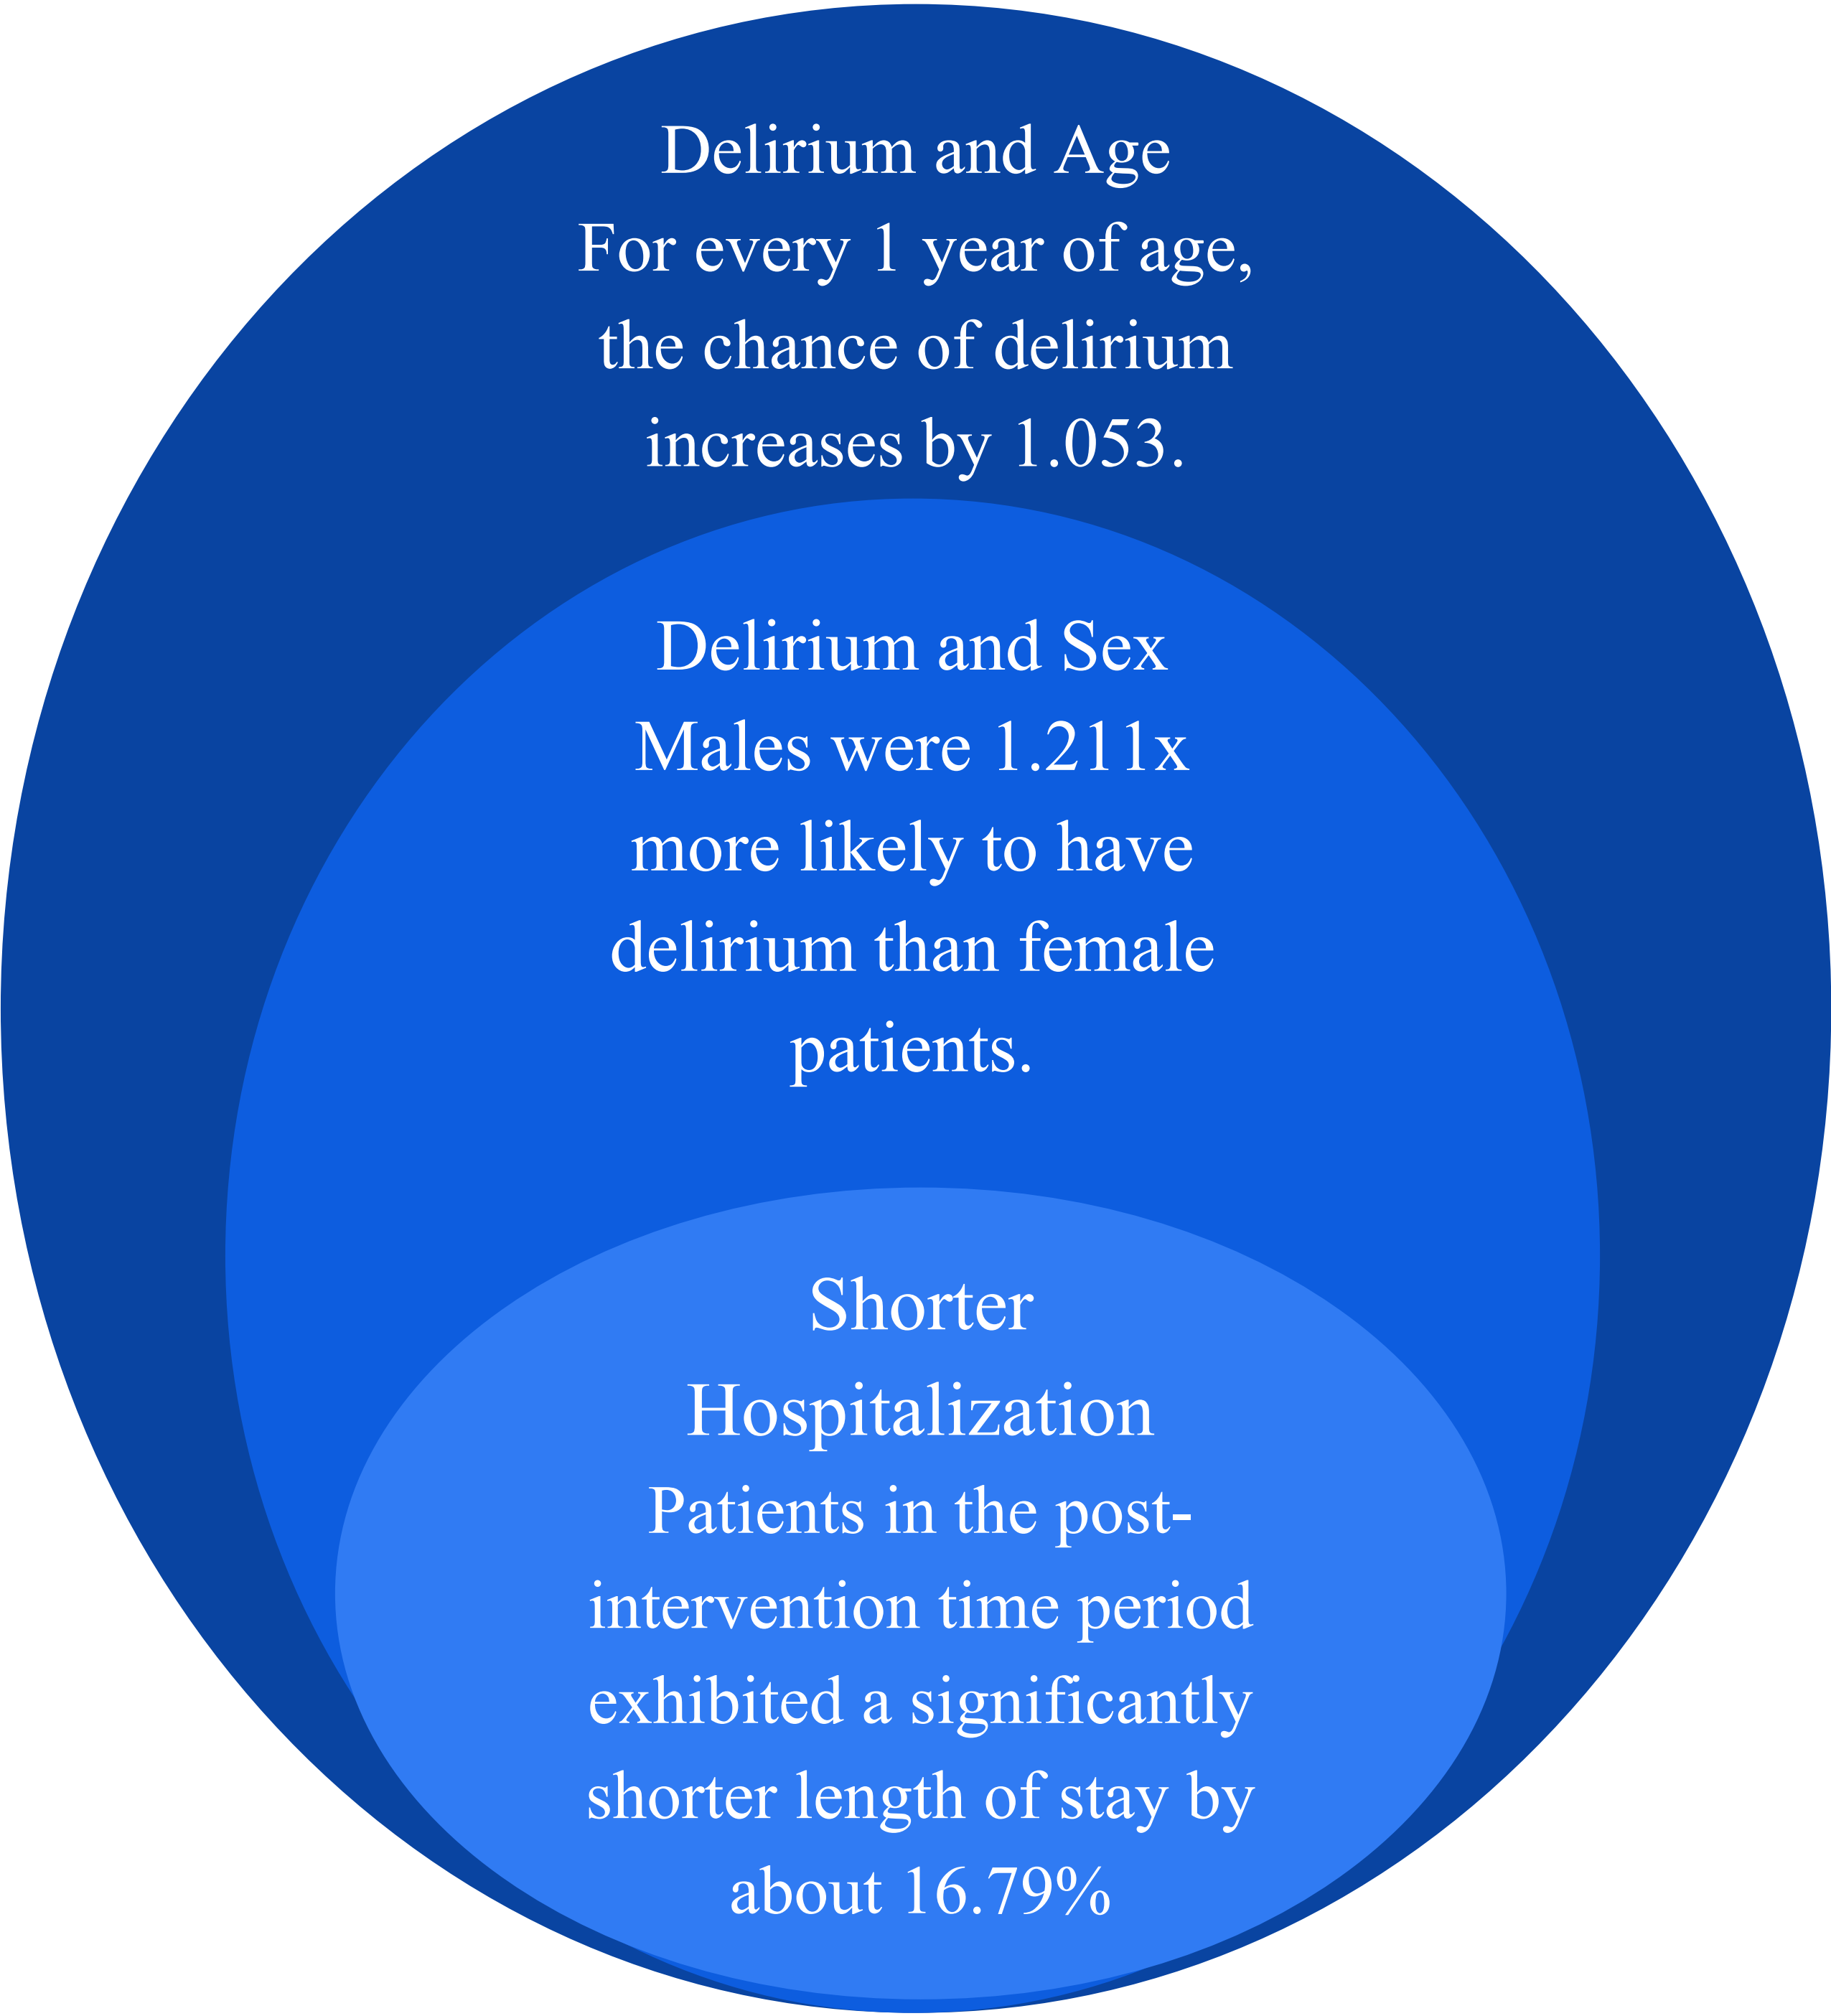 Delirium and Age
For every 1 year of age,
the chance of delirium
increases by 1.053.
Delirium and Sex
Males were 1.211x
more likely to have
delirium than female
patients.
Shorter
Hospitalization
Patients in the post-
intervention time period
exhibited a significantly
shorter length of stay by
about 16.79%